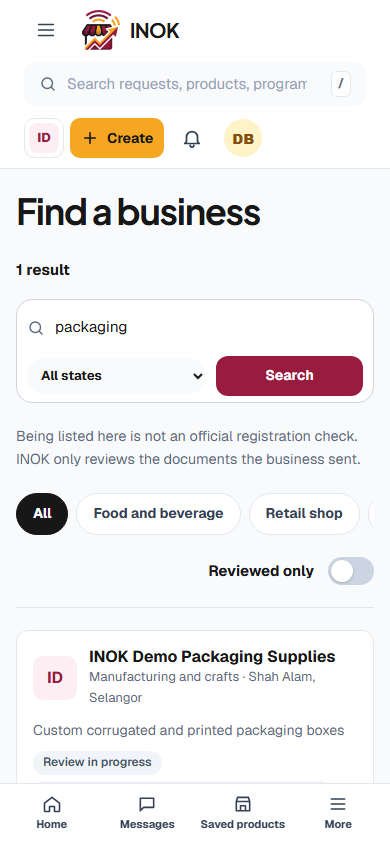 INOK
Search requests, products, program
/
ID
Create
DB
Find a business
1 result
packaging
All states
Search
Being listed here is not an official registration check.
INOK only reviews the documents the business sent.
All
Food and beverage
Retail shop
Reviewed only
ID
INOK Demo Packaging Supplies
Manufacturing and crafts · Shah Alam,
Selangor
Custom corrugated and printed packaging boxes
Review in progress
Home
Messages
Saved products
More